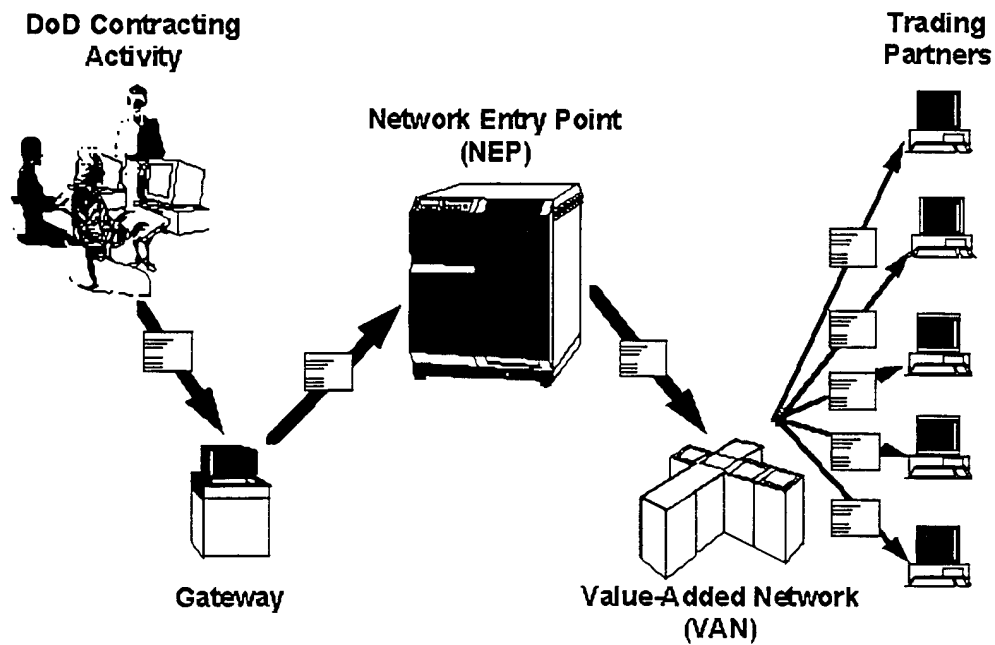 DoD Contracting
Activity
Trading
Partners
Network Entry Point
(NEP)
Gateway
Value-Added Network
(VAN)